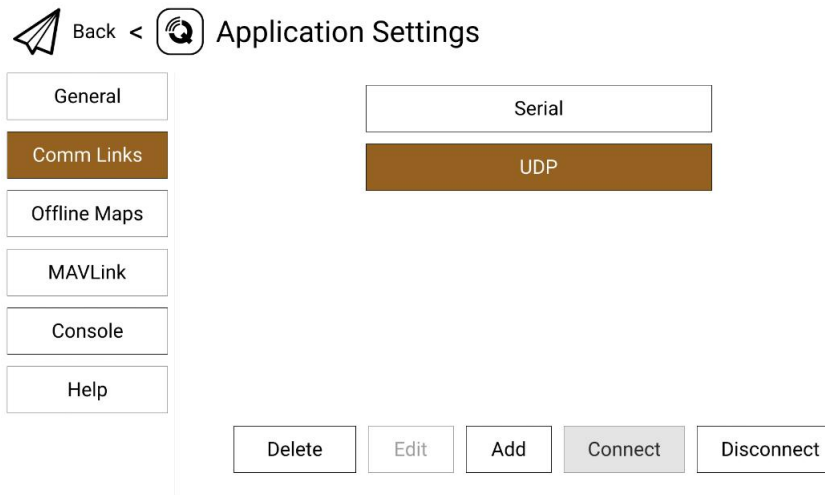 Back < Application Settings
General
Comm Links
Offline Maps
MAVLink
Console
Help
Serial
UDP
Delete Edit Add Connect Disconnect